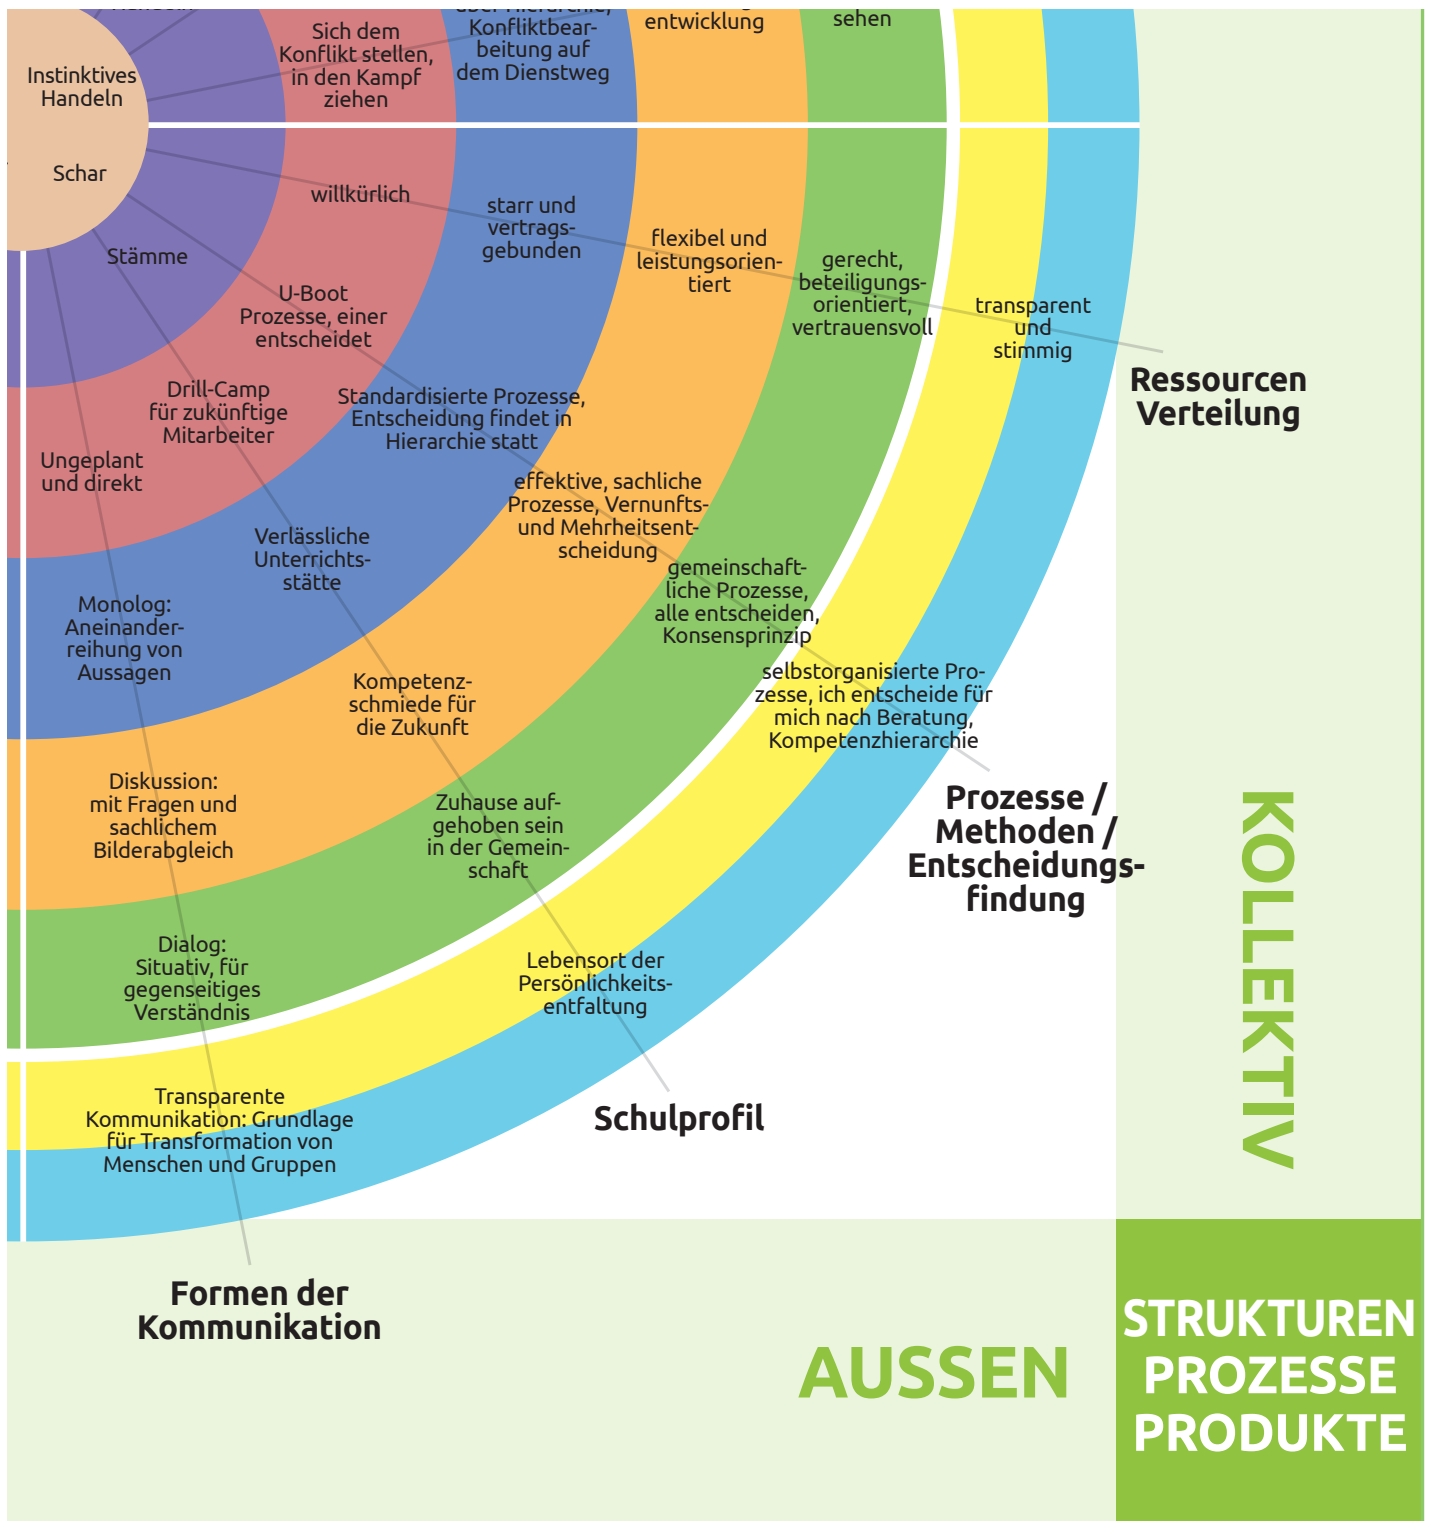 Instinktives
Handeln
Schar
Sich dem
Konflikt stellen,
in den Kampf
ziehen
Konfliktbear-
beitung auf
dem Dienstweg
entwicklung
sehen
Stämme
willkürlich
starr und
vertrags-
gebunden
flexibel und
leistungsorien-
tiert
gerecht,
beteiligungs-
orientiert,
vertrauensvoll
transparent
und
stimmig
Ressourcen
Verteilung
U-Boot
Prozesse, einer
entscheidet
Standardisierte Prozesse,
Entscheidung findet in
Hierarchie statt
effektive, sachliche
Prozesse, Vernunfts-
und Mehrheitsent-
scheidung
gemeinschaft-
liche Prozesse,
alle entscheiden,
Konsensprinzip
selbstorganisierte Pro-
zesse, ich entscheide für
mich nach Beratung,
Kompetenzhierarchie
Prozesse /
Methoden /
Entscheidungs-
findung
Drill-Camp
für zukünftige
Mitarbeiter
Verlässliche
Unterrichts-
stätte
Kompetenz-
schmiede für
die Zukunft
Zuhause auf-
gehoben sein
in der Gemein-
schaft
Lebensort der
Persönlichkeits-
entfaltung
Schulprofil
Ungeplant
und direkt
Monolog:
Aneinander-
reihung von
Aussagen
Diskussion:
mit Fragen und
sachlichem
Bilderabgleich
Dialog:
Situativ, für
gegenseitiges
Verständnis
Transparente
Kommunikation: Grundlage
für Transformation von
Menschen und Gruppen
Formen der
Kommunikation
KOLLEKTIV
AUSSEN
STRUKTUREN
PROZESSE
PRODUKTE